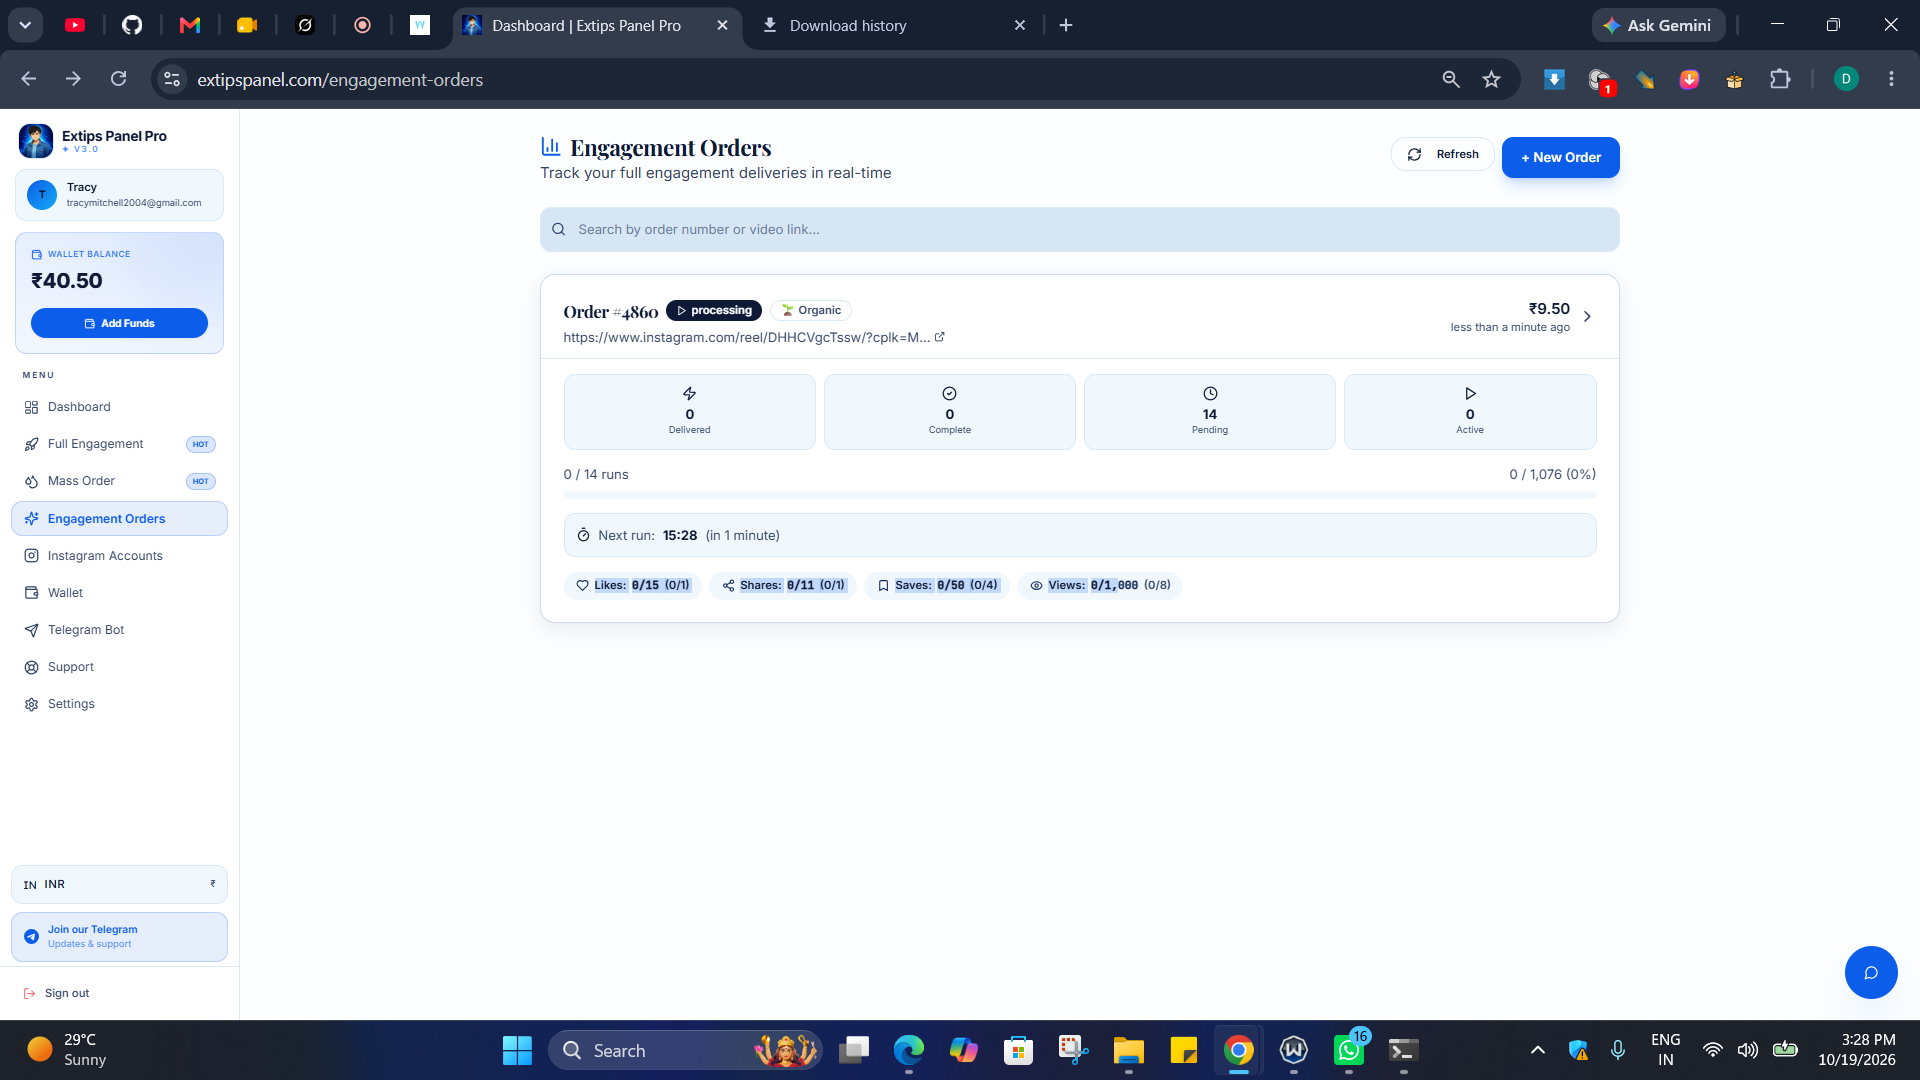 Dashboard | Extips Panel Pro
Download history
Ask Gemini
extipspanel.com/engagement-orders
1
D
Extips Panel Pro
✦ V3.0
T
Tracy
tracymitchell2004@gmail.com
WALLET BALANCE
₹40.50
Add Funds
MENU
Dashboard
Full Engagement HOT
Mass Order HOT
Engagement Orders
Instagram Accounts
Wallet
Telegram Bot
Support
Settings
IN INR ₹
Join our Telegram
Updates & support
Sign out
Engagement Orders
Track your full engagement deliveries in real-time
Refresh
+ New Order
Search by order number or video link...
Order #4860 processing Organic
https://www.instagram.com/reel/DHHCVgcTssw/?cplk=M...
₹9.50
less than a minute ago
0
Delivered
0
Complete
14
Pending
0
Active
0 / 14 runs
0 / 1,076 (0%)
Next run: 15:28 (in 1 minute)
Likes: 0/15 (0/1)
Shares: 0/11 (0/1)
Saves: 0/50 (0/4)
Views: 0/1,000 (0/8)
29°C
Sunny
Search
16
ENG
IN
3:28 PM
10/19/2026